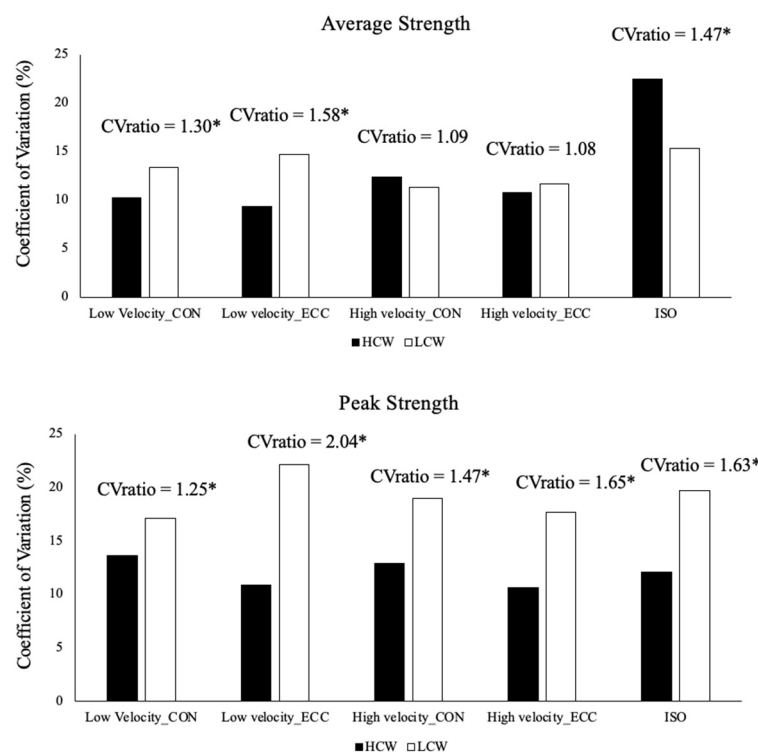 Average Strength
Coefficient of Variation (%)
25
20
15
10
5
0
CVratio = 1.30*
CVratio = 1.58*
CVratio = 1.09
CVratio = 1.08
CVratio = 1.47*
Low Velocity_CON
Low velocity_ECC
High velocity_CON
High velocity_ECC
ISO
HCW
LCW
Peak Strength
Coefficient of Variation (%)
25
20
15
10
5
0
CVratio = 1.25*
CVratio = 2.04*
CVratio = 1.47*
CVratio = 1.65*
CVratio = 1.63*
Low Velocity_CON
Low velocity_ECC
High velocity_CON
High velocity_ECC
ISO
HCW
LCW